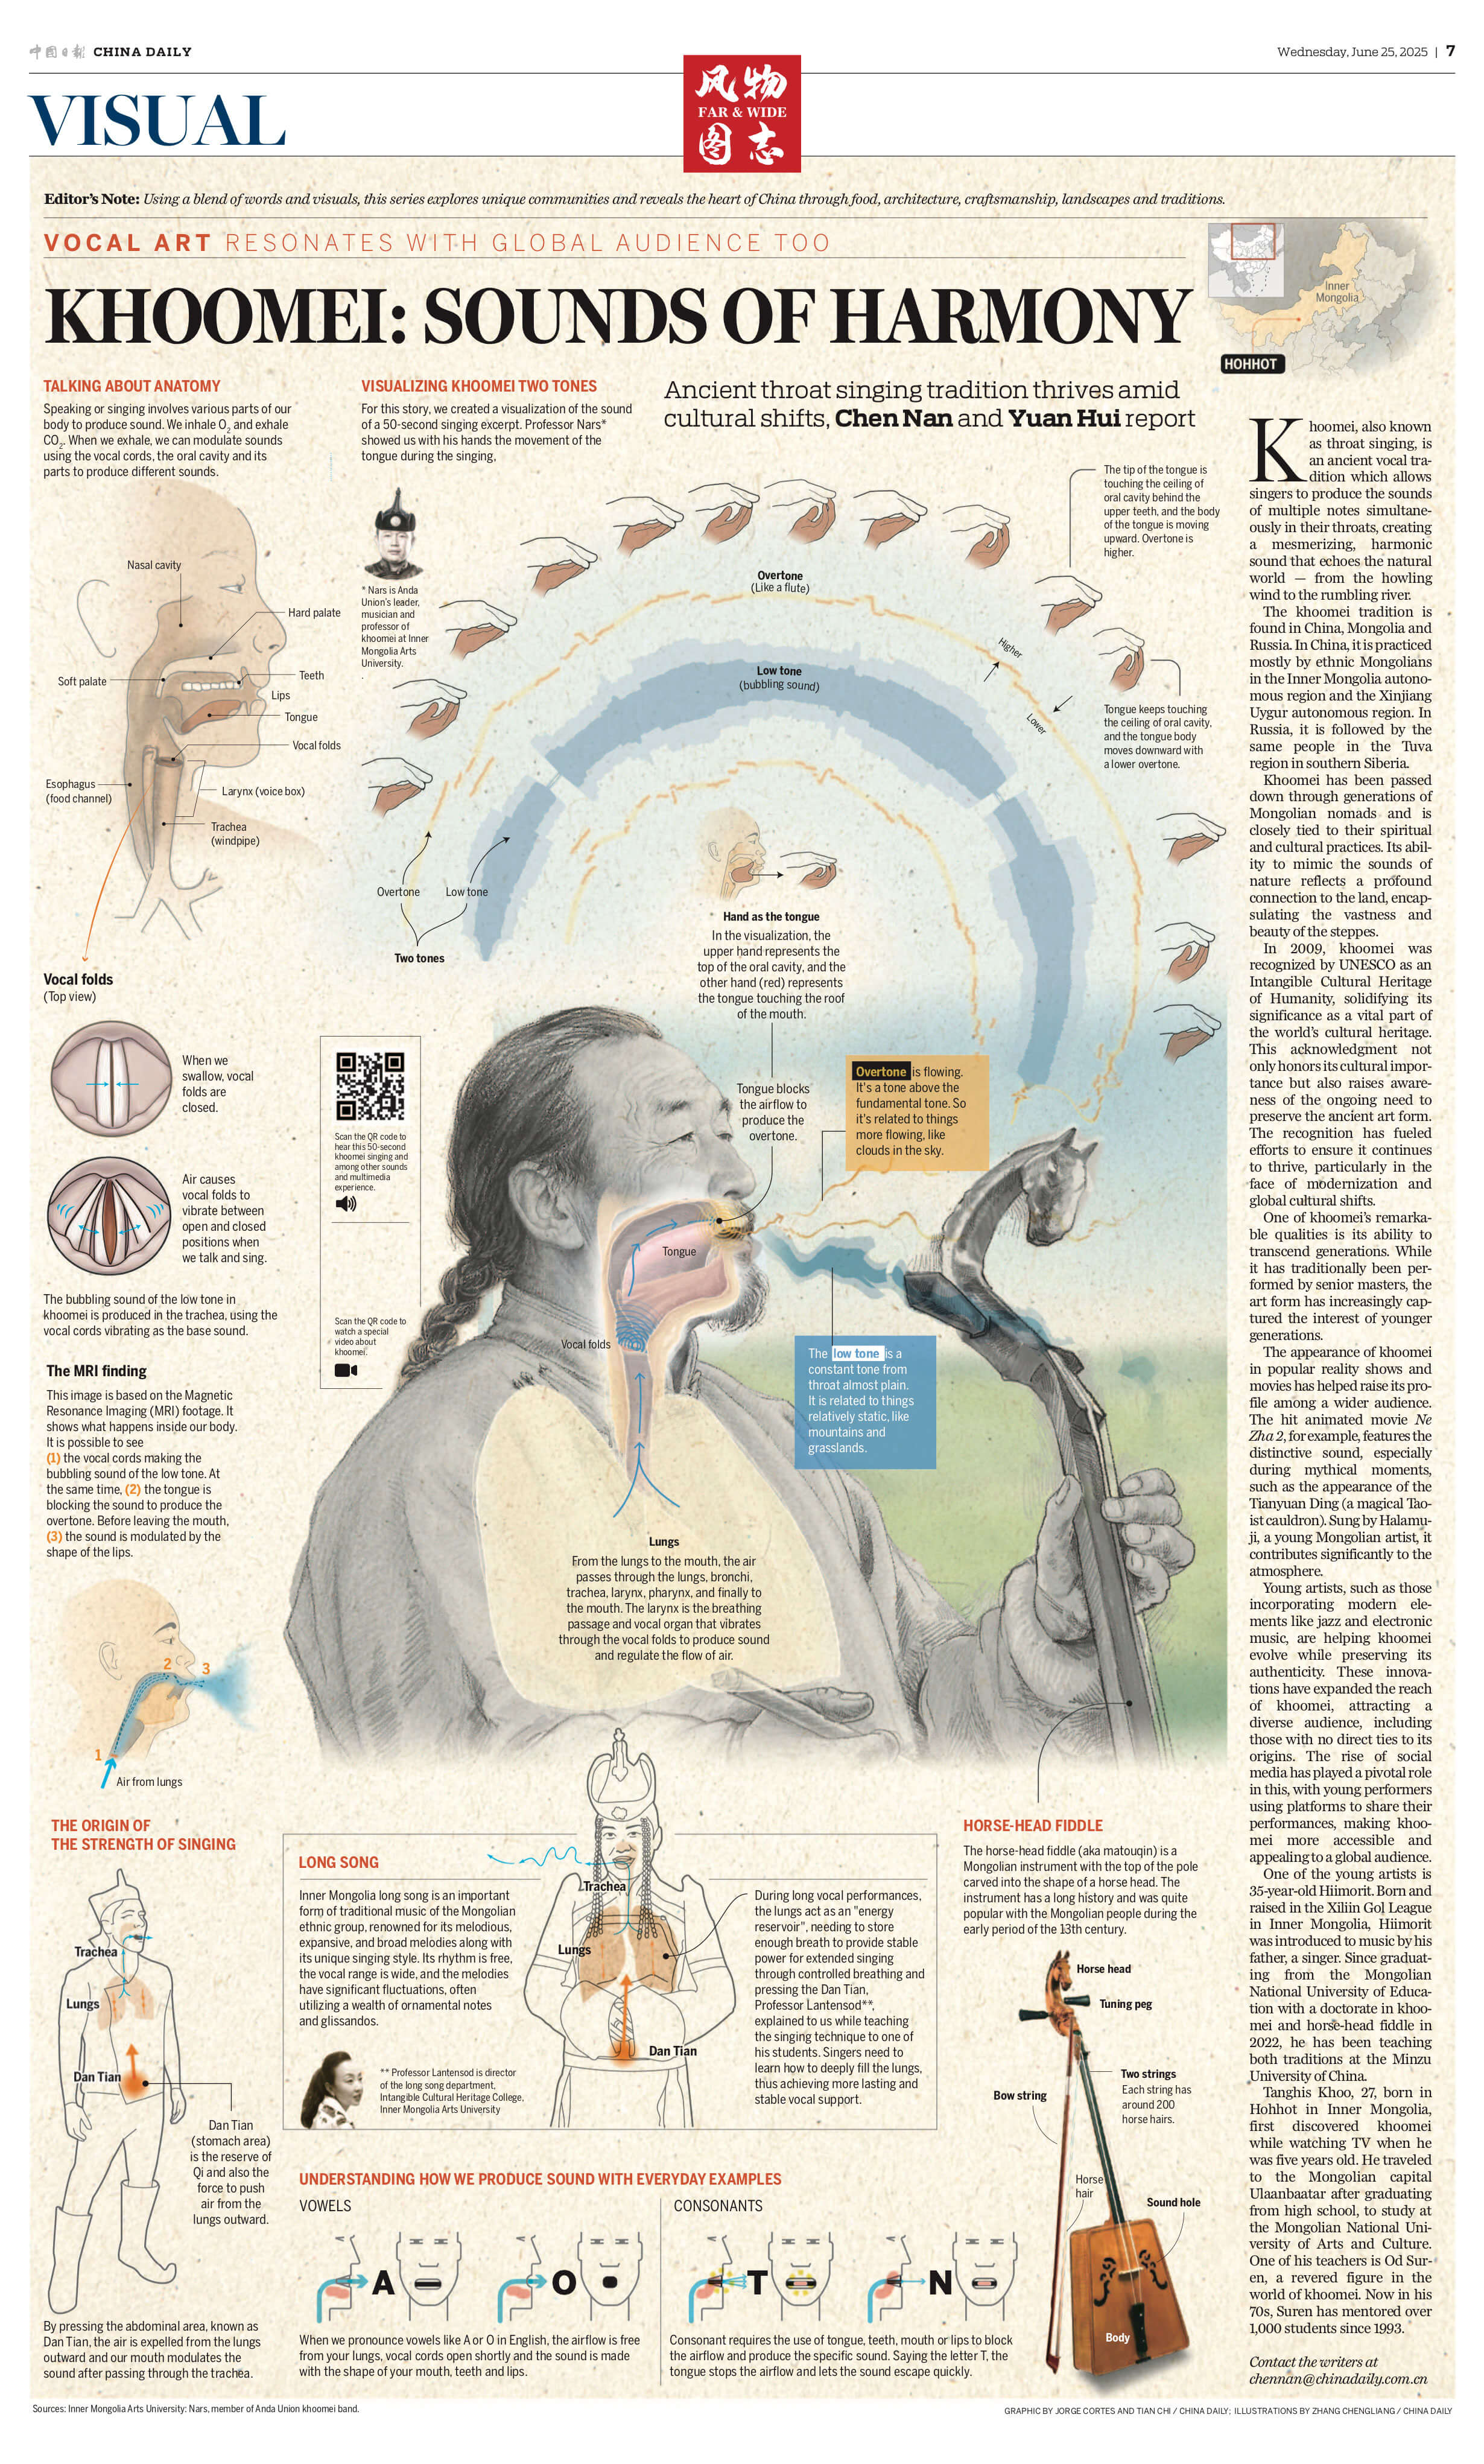 中國日報 CHINA DAILY
Wednesday, June 25, 2025 | 7
VISUAL
风物
FAR & WIDE
图志
Editor's Note: Using a blend of words and visuals, this series explores unique communities and reveals the heart of China through food, architecture, craftsmanship, landscapes and traditions.
VOCAL ART RESONATES WITH GLOBAL AUDIENCE TOO
KHOOMEI: SOUNDS OF HARMONY
Inner
Mongolia
HOHHOT
TALKING ABOUT ANATOMY
Speaking or singing involves various parts of our
body to produce sound. We inhale O2 and exhale
CO2. When we exhale, we can modulate sounds
using the vocal cords, the oral cavity and its
parts to produce different sounds.
Nasal cavity
Hard palate
Soft palate
Teeth
Lips
Tongue
Vocal folds
Esophagus
(food channel)
Larynx (voice box)
Trachea
(windpipe)
Vocal folds
(Top view)
When we
swallow, vocal
folds are
closed.
Air causes
vocal folds to
vibrate between
open and closed
positions when
we talk and sing.
The bubbling sound of the low tone in
khoomei is produced in the trachea, using the
vocal cords vibrating as the base sound.
The MRI finding
This image is based on the Magnetic
Resonance Imaging (MRI) footage. It
shows what happens inside our body.
It is possible to see
(1) the vocal cords making the
bubbling sound of the low tone. At
the same time, (2) the tongue is
blocking the sound to produce the
overtone. Before leaving the mouth,
(3) the sound is modulated by the
shape of the lips.
2
3
1
Air from lungs
VISUALIZING KHOOMEI TWO TONES
For this story, we created a visualization of the sound
of a 50-second singing excerpt. Professor Nars*
showed us with his hands the movement of the
tongue during the singing,
* Nars is Anda
Union's leader,
musician and
professor of
khoomei at Inner
Mongolia Arts
University.
.
Ancient throat singing tradition thrives amid
cultural shifts, Chen Nan and Yuan Hui report
The tip of the tongue is
touching the ceiling of
oral cavity behind the
upper teeth, and the body
of the tongue is moving
upward. Overtone is
higher.
Overtone
(Like a flute)
Low tone
(bubbling sound)
Higher
Lower
Tongue keeps touching
the ceiling of oral cavity,
and the tongue body
moves downward with
a lower overtone.
Overtone
Low tone
Two tones
Hand as the tongue
In the visualization, the
upper hand represents the
top of the oral cavity, and the
other hand (red) represents
the tongue touching the roof
of the mouth.
Scan the QR code to
hear this 50-second
khoomei singing and
among other sounds
and multimedia
experience.
Scan the QR code to
watch a special
video about
khoomei.
Tongue blocks
the airflow to
produce the
overtone.
Overtone is flowing.
It's a tone above the
fundamental tone. So
it's related to things
more flowing, like
clouds in the sky.
Tongue
Vocal folds
The low tone is a
constant tone from
throat almost plain.
It is related to things
relatively static, like
mountains and
grasslands.
Lungs
From the lungs to the mouth, the air
passes through the lungs, bronchi,
trachea, larynx, pharynx, and finally to
the mouth. The larynx is the breathing
passage and vocal organ that vibrates
through the vocal folds to produce sound
and regulate the flow of air.
THE ORIGIN OF
THE STRENGTH OF SINGING
Trachea
Lungs
Dan Tian
Dan Tian
(stomach area)
is the reserve of
Qi and also the
force to push
air from the
lungs outward.
By pressing the abdominal area, known as
Dan Tian, the air is expelled from the lungs
outward and our mouth modulates the
sound after passing through the trachea.
LONG SONG
Inner Mongolia long song is an important
form of traditional music of the Mongolian
ethnic group, renowned for its melodious,
expansive, and broad melodies along with
its unique singing style. Its rhythm is free,
the vocal range is wide, and the melodies
have significant fluctuations, often
utilizing a wealth of ornamental notes
and glissandos.
** Professor Lantensod is director
of the long song department,
Intangible Cultural Heritage College,
Inner Mongolia Arts University
Trachea
Lungs
Dan Tian
During long vocal performances,
the lungs act as an "energy
reservoir", needing to store
enough breath to provide stable
power for extended singing
through controlled breathing and
pressing the Dan Tian,
Professor Lantensod**,
explained to us while teaching
the singing technique to one of
his students. Singers need to
learn how to deeply fill the lungs,
thus achieving more lasting and
stable vocal support.
UNDERSTANDING HOW WE PRODUCE SOUND WITH EVERYDAY EXAMPLES
VOWELS
A
O
When we pronounce vowels like A or O in English, the airflow is free
from your lungs, vocal cords open shortly and the sound is made
with the shape of your mouth, teeth and lips.
CONSONANTS
T
N
Consonant requires the use of tongue, teeth, mouth or lips to block
the airflow and produce the specific sound. Saying the letter T, the
tongue stops the airflow and lets the sound escape quickly.
HORSE-HEAD FIDDLE
The horse-head fiddle (aka matouqin) is a
Mongolian instrument with the top of the pole
carved into the shape of a horse head. The
instrument has a long history and was quite
popular with the Mongolian people during the
early period of the 13th century.
Horse head
Tuning peg
Two strings
Each string has
around 200
horse hairs.
Bow string
Horse
hair
Sound hole
Body
Khoomei, also known
as throat singing, is
an ancient vocal tra-
dition which allows
singers to produce the sounds
of multiple notes simultane-
ously in their throats, creating
a mesmerizing, harmonic
sound that echoes the natural
world — from the howling
wind to the rumbling river.
The khoomei tradition is
found in China, Mongolia and
Russia. In China, it is practiced
mostly by ethnic Mongolians
in the Inner Mongolia autono-
mous region and the Xinjiang
Uygur autonomous region. In
Russia, it is followed by the
same people in the Tuva
region in southern Siberia.
Khoomei has been passed
down through generations of
Mongolian nomads and is
closely tied to their spiritual
and cultural practices. Its abil-
ity to mimic the sounds of
nature reflects a profound
connection to the land, encap-
sulating the vastness and
beauty of the steppes.
In 2009, khoomei was
recognized by UNESCO as an
Intangible Cultural Heritage
of Humanity, solidifying its
significance as a vital part of
the world's cultural heritage.
This acknowledgment not
only honors its cultural impor-
tance but also raises aware-
ness of the ongoing need to
preserve the ancient art form.
The recognition has fueled
efforts to ensure it continues
to thrive, particularly in the
face of modernization and
global cultural shifts.
One of khoomei's remarka-
ble qualities is its ability to
transcend generations. While
it has traditionally been per-
formed by senior masters, the
art form has increasingly cap-
tured the interest of younger
generations.
The appearance of khoomei
in popular reality shows and
movies has helped raise its pro-
file among a wider audience.
The hit animated movie Ne
Zha 2, for example, features the
distinctive sound, especially
during mythical moments,
such as the appearance of the
Tianyuan Ding (a magical Tao-
ist cauldron). Sung by Halamu-
ji, a young Mongolian artist, it
contributes significantly to the
atmosphere.
Young artists, such as those
incorporating modern ele-
ments like jazz and electronic
music, are helping khoomei
evolve while preserving its
authenticity. These innova-
tions have expanded the reach
of khoomei, attracting a
diverse audience, including
those with no direct ties to its
origins. The rise of social
media has played a pivotal role
in this, with young performers
using platforms to share their
performances, making khoo-
mei more accessible and
appealing to a global audience.
One of the young artists is
35-year-old Hiimorit. Born and
raised in the Xiliin Gol League
in Inner Mongolia, Hiimorit
was introduced to music by his
father, a singer. Since graduat-
ing from the Mongolian
National University of Educa-
tion with a doctorate in khoo-
mei and horse-head fiddle in
2022, he has been teaching
both traditions at the Minzu
University of China.
Tanghis Khoo, 27, born in
Hohhot in Inner Mongolia,
first discovered khoomei
while watching TV when he
was five years old. He traveled
to the Mongolian capital
Ulaanbaatar after graduating
from high school, to study at
the Mongolian National Uni-
versity of Arts and Culture.
One of his teachers is Od Sur-
en, a revered figure in the
world of khoomei. Now in his
70s, Suren has mentored over
1,000 students since 1993.
Contact the writers at
chennan@chinadaily.com.cn
Sources: Inner Mongolia Arts University: Nars, member of Anda Union khoomei band.
GRAPHIC BY JORGE CORTES AND TIAN CHI / CHINA DAILY; ILLUSTRATIONS BY ZHANG CHENGLIANG / CHINA DAILY